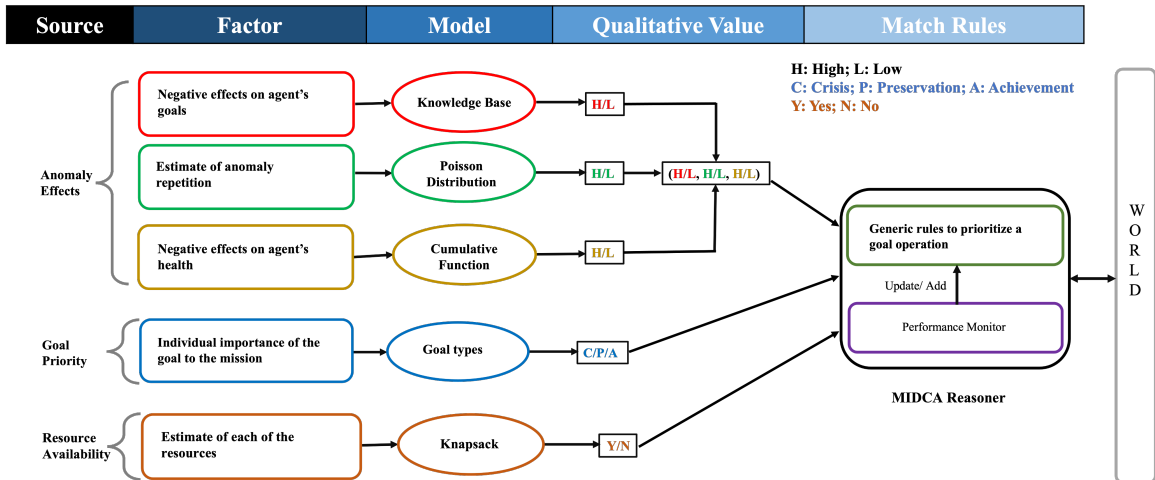 Source
Factor
Model
Qualitative Value
Match Rules
H: High; L: Low
C: Crisis; P: Preservation; A: Achievement
Y: Yes; N: No
Anomaly
Effects
Negative effects on agent's
goals
Knowledge Base
H/L
Estimate of anomaly
repetition
Poisson
Distribution
H/L
(H/L, H/L, H/L)
Negative effects on agent's
health
Cumulative
Function
H/L
Goal
Priority
Individual importance of the
goal to the mission
Goal types
C/P/A
Resource
Availability
Estimate of each of the
resources
Knapsack
Y/N
Generic rules to prioritize a
goal operation
Update/ Add
Performance Monitor
MIDCA Reasoner
W
O
R
L
D